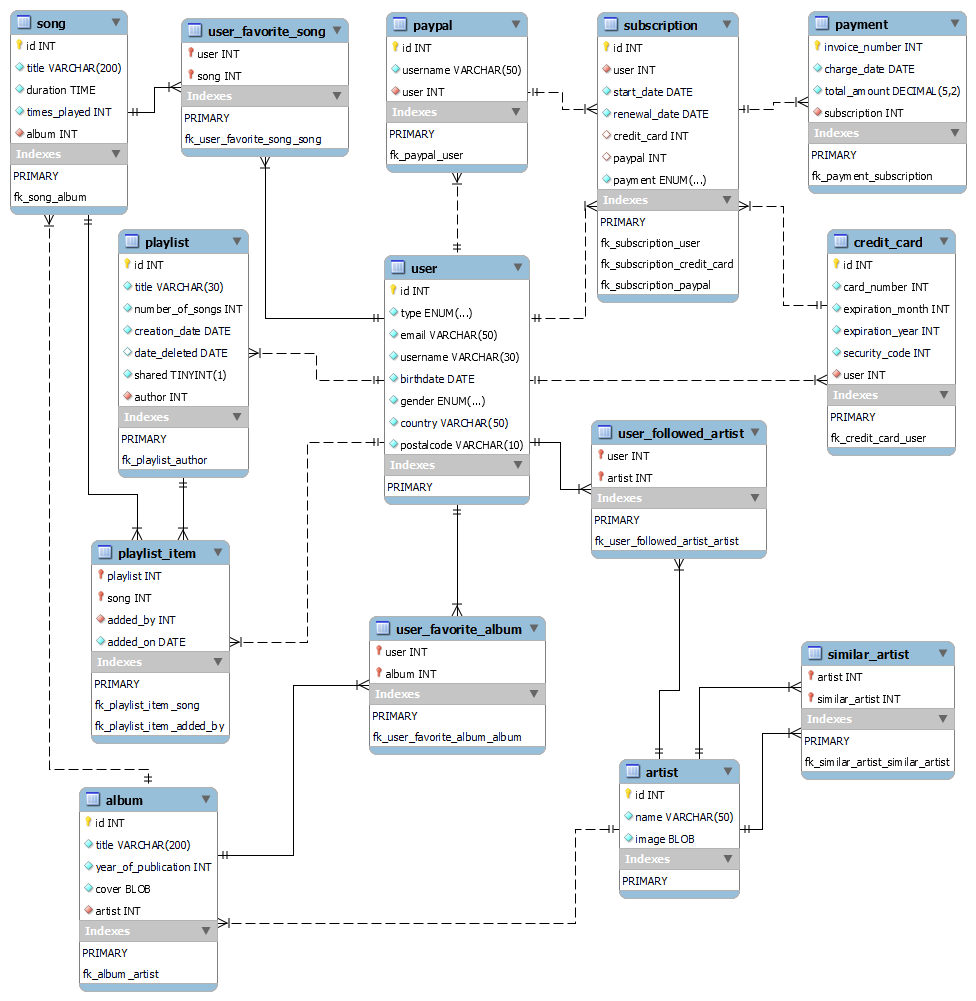 song
id INT
title VARCHAR(200)
duration TIME
times_played INT
album INT
Indexes
PRIMARY
fk_song_album
user_favorite_song
user INT
song INT
Indexes
PRIMARY
fk_user_favorite_song_song
paypal
id INT
username VARCHAR(50)
user INT
Indexes
PRIMARY
fk_paypal_user
subscription
id INT
user INT
start_date DATE
renewal_date DATE
credit_card INT
paypal INT
payment ENUM(...)
Indexes
PRIMARY
fk_subscription_user
fk_subscription_credit_card
fk_subscription_paypal
payment
invoice_number INT
charge_date DATE
total_amount DECIMAL(5,2)
subscription INT
Indexes
PRIMARY
fk_payment_subscription
playlist
id INT
title VARCHAR(30)
number_of_songs INT
creation_date DATE
date_deleted DATE
shared TINYINT(1)
author INT
Indexes
PRIMARY
fk_playlist_author
user
id INT
type ENUM(...)
email VARCHAR(50)
username VARCHAR(30)
birthdate DATE
gender ENUM(...)
country VARCHAR(50)
postalcode VARCHAR(10)
Indexes
PRIMARY
credit_card
id INT
card_number INT
expiration_month INT
expiration_year INT
security_code INT
user INT
Indexes
PRIMARY
fk_credit_card_user
user_followed_artist
user INT
artist INT
Indexes
PRIMARY
fk_user_followed_artist_artist
playlist_item
playlist INT
song INT
added_by INT
added_on DATE
Indexes
PRIMARY
fk_playlist_item_song
fk_playlist_item_added_by
user_favorite_album
user INT
album INT
Indexes
PRIMARY
fk_user_favorite_album_album
similar_artist
artist INT
similar_artist INT
Indexes
PRIMARY
fk_similar_artist_similar_artist
album
id INT
title VARCHAR(200)
year_of_publication INT
cover BLOB
artist INT
Indexes
PRIMARY
fk_album_artist
artist
id INT
name VARCHAR(50)
image BLOB
Indexes
PRIMARY